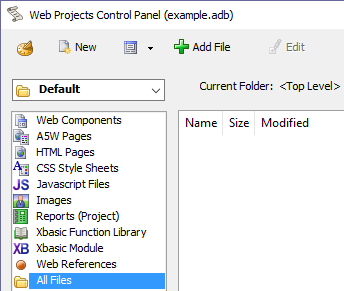 Web Projects Control Panel (example.adb)
New Add File Edit
Default
Current Folder: <Top Level>
Name Size Modified
Web Components
A5W Pages
HTML Pages
CSS Style Sheets
JS Javascript Files
Images
Reports (Project)
Xbasic Function Library
XB Xbasic Module
Web References
All Files